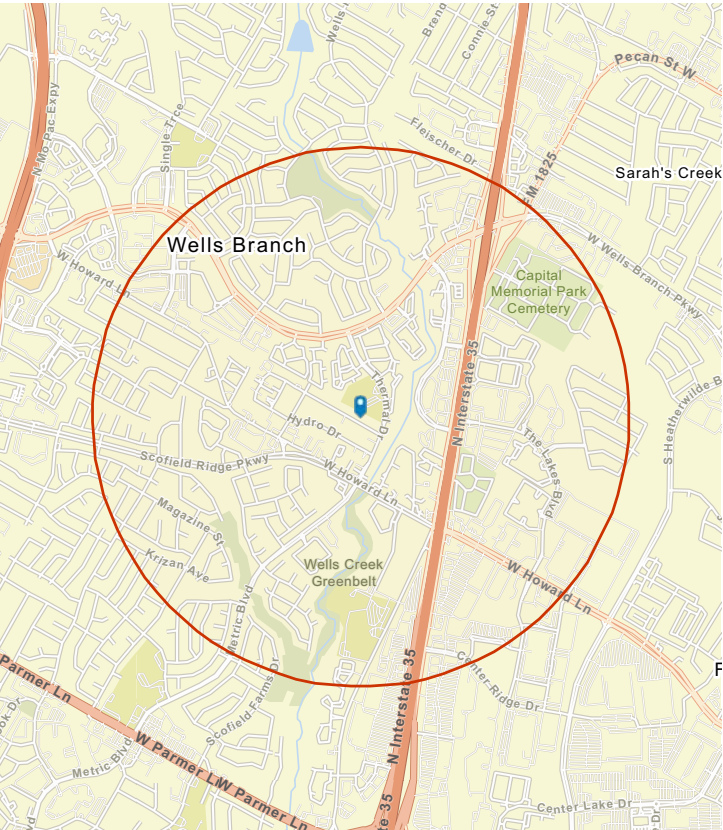 Pecan St W
Connie St
N Mo Pac Expy
Single Trce
Fleischer Dr
FM 1825
Sarah's Creek
Wells Branch
W Howard Ln
W Wells Branch Pkwy
Capital
Memorial Park
Cemetery
N Interstate 35
Thermal Dr
Hydro Dr
Scofield Ridge Pkwy
W Howard Ln
The Lakes Blvd
S Heatherwilde B
Magazine St
Krizan Ave
Wells Creek
Greenbelt
W Howard Ln
Metric Blvd
Scofield Farms Dr
N Interstate 35
Center Ridge Dr
Parmer Ln
Metric Blvd
W Parmer Ln
W Parmer Ln
Center Lake Dr